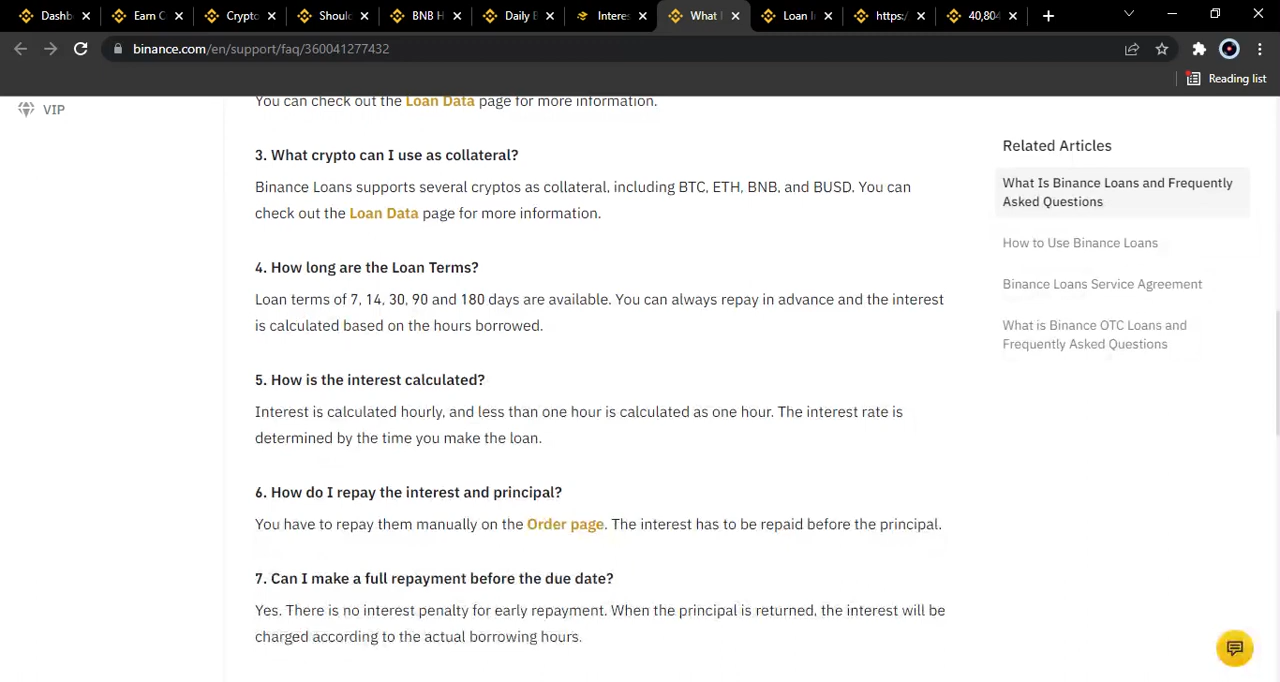 Dashb
Earn C
Crypto
Shoul
BNB H
Daily E
Interes
What I
Loan I
https:/
40,804
binance.com/en/support/faq/360041277432
Reading list
VIP
You can check out the Loan Data page for more information.
3. What crypto can I use as collateral?
Binance Loans supports several cryptos as collateral, including BTC, ETH, BNB, and BUSD. You can
check out the Loan Data page for more information.
4. How long are the Loan Terms?
Loan terms of 7, 14, 30, 90 and 180 days are available. You can always repay in advance and the interest
is calculated based on the hours borrowed.
5. How is the interest calculated?
Interest is calculated hourly, and less than one hour is calculated as one hour. The interest rate is
determined by the time you make the loan.
6. How do I repay the interest and principal?
You have to repay them manually on the Order page. The interest has to be repaid before the principal.
7. Can I make a full repayment before the due date?
Yes. There is no interest penalty for early repayment. When the principal is returned, the interest will be
charged according to the actual borrowing hours.
Related Articles
What Is Binance Loans and Frequently
Asked Questions
How to Use Binance Loans
Binance Loans Service Agreement
What is Binance OTC Loans and
Frequently Asked Questions